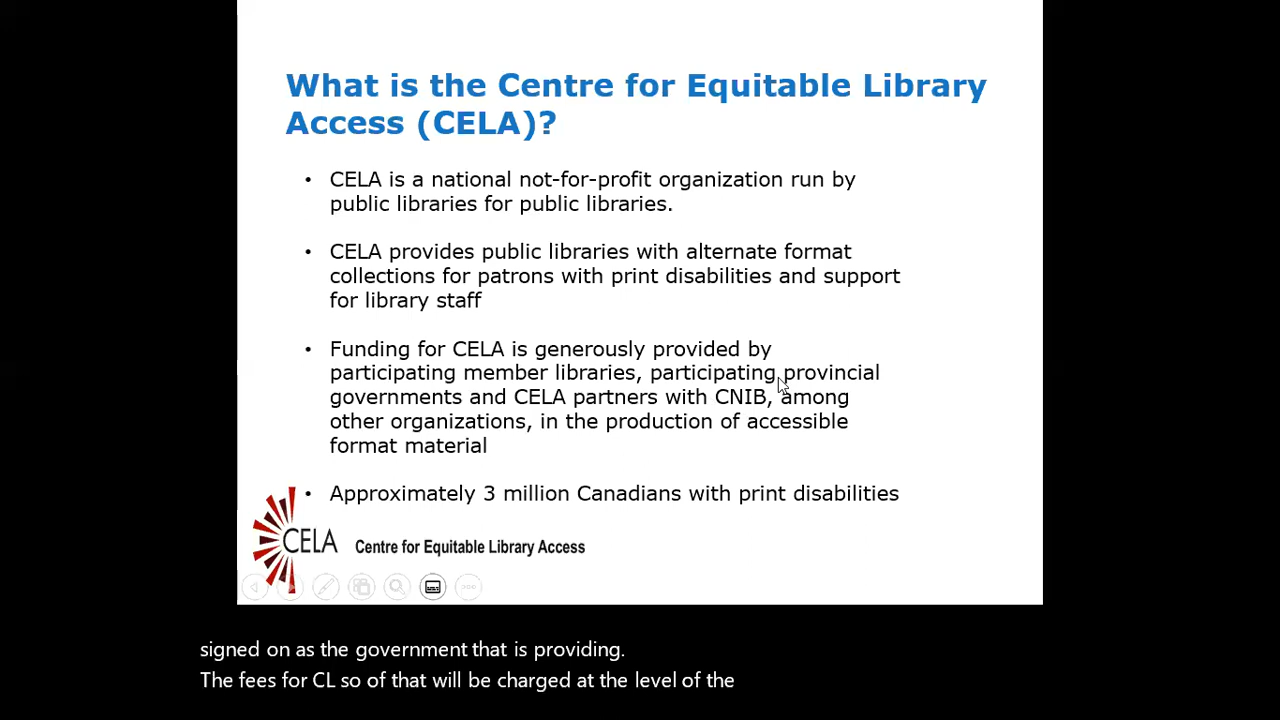 What is the Centre for Equitable Library
Access (CELA)?
• CELA is a national not-for-profit organization run by
public libraries for public libraries.
• CELA provides public libraries with alternate format
collections for patrons with print disabilities and support
for library staff
• Funding for CELA is generously provided by
participating member libraries, participating provincial
governments and CELA partners with CNIB, among
other organizations, in the production of accessible
format material
• Approximately 3 million Canadians with print disabilities
CELA Centre for Equitable Library Access
signed on as the government that is providing.
The fees for CL so of that will be charged at the level of the